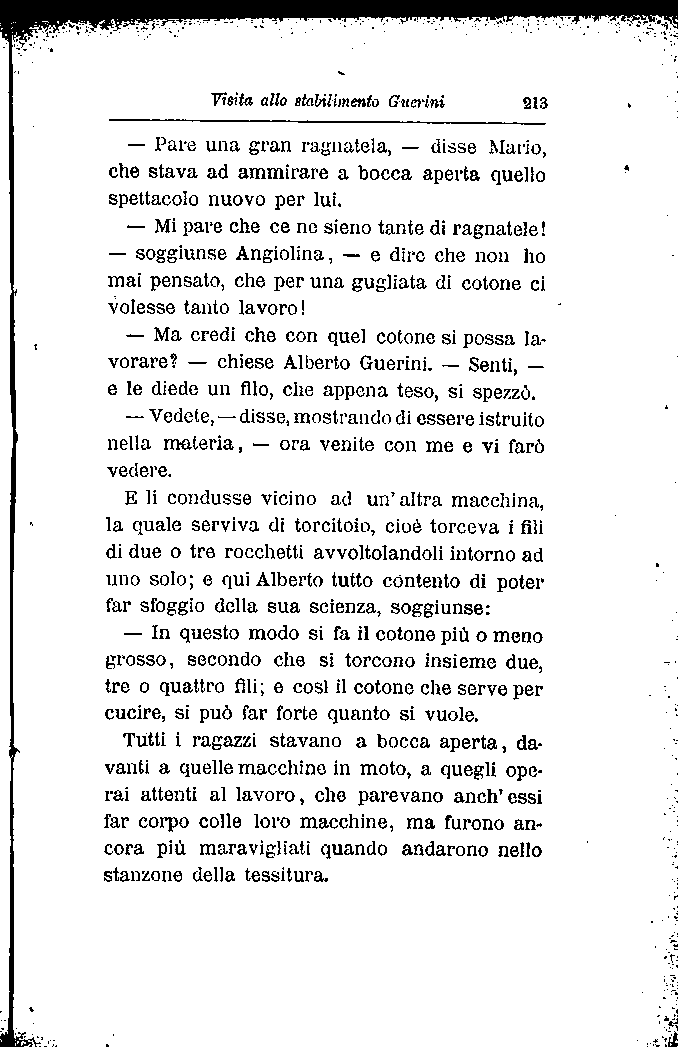 Visita allo stabilimento Guerini 213
— Pare una gran ragnatela, — disse Mario,
che stava ad ammirare a bocca aperta quello
spettacolo nuovo per lui.
— Mi pare che ce ne sieno tante di ragnatele!
— soggiunse Angiolina, — e dire che non ho
mai pensato, che per una gugliata di cotone ci
volesse tanto lavoro!
— Ma credi che con quel cotone si possa la-
vorare? — chiese Alberto Guerini. — Senti, —
e le diede un filo, che appena teso, si spezzò.
— Vedete, — disse, mostrando di essere istruito
nella materia, — ora venite con me e vi farò
vedere.
E li condusse vicino ad un' altra macchina,
la quale serviva di torcitoio, cioè torceva i fili
di due o tre rocchetti avvoltolandoli intorno ad
uno solo; e qui Alberto tutto contento di poter
far sfoggio della sua scienza, soggiunse:
— In questo modo si fa il cotone più o meno
grosso, secondo che si torcono insieme due,
tre o quattro fili; e così il cotone che serve per
cucire, si può far forte quanto si vuole.
Tutti i ragazzi stavano a bocca aperta, da-
vanti a quelle macchine in moto, a quegli ope-
rai attenti al lavoro, che parevano anch' essi
far corpo colle loro macchine, ma furono an-
cora più maravigliati quando andarono nello
stanzone della tessitura.